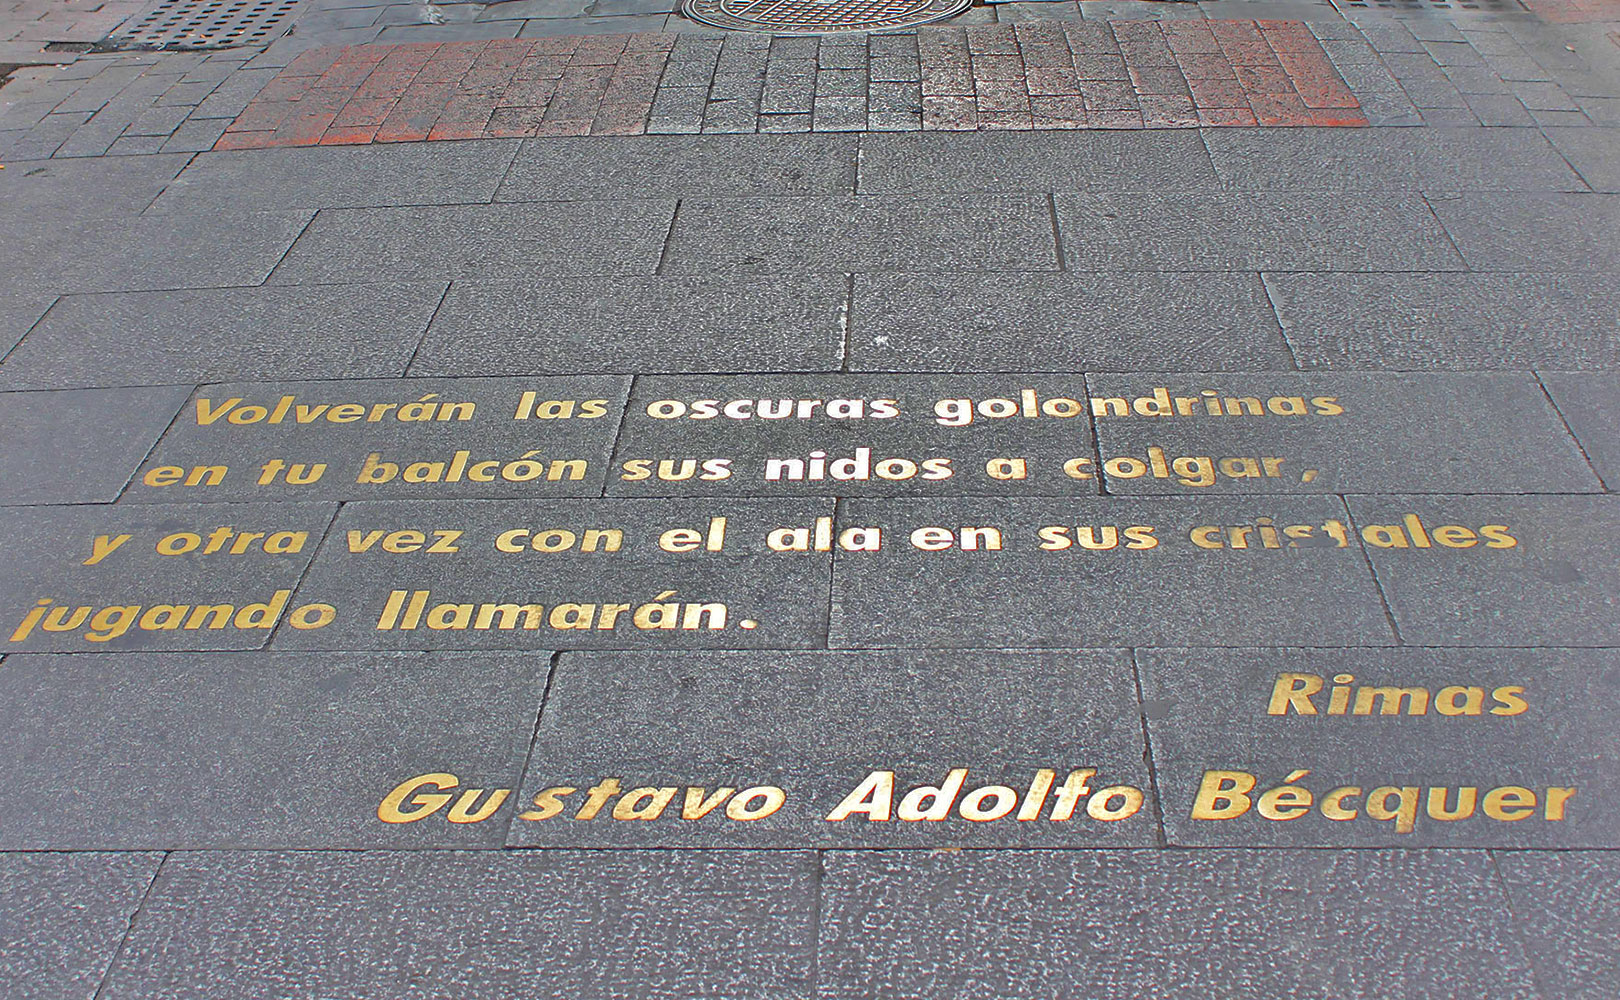 Volverán las oscuras golondrinas
en tu balcón sus nidos a colgar,
y otra vez con el ala en sus cristales
jugando llamarán.
Rimas
Gustavo Adolfo Bécquer